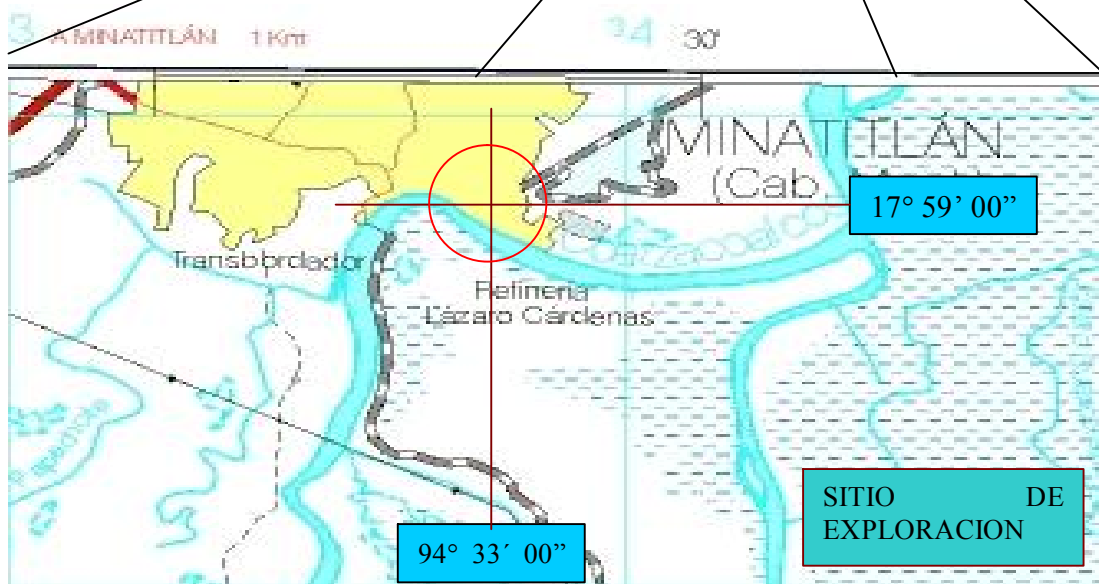 3 A MINATITLÁN 1 Km 94 30'
MINATITLÁN
(Cab
17° 59’ 00”
Transbordador
Refinería
Lázaro Cárdenas
SITIO DE
EXPLORACION
94° 33´ 00”